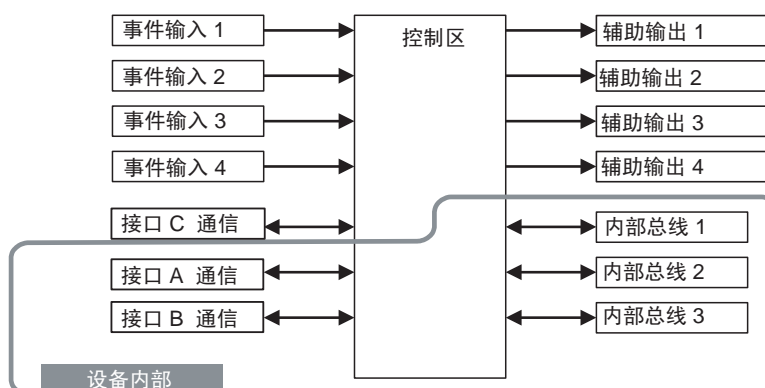 事件输入 1
控制区
辅助输出 1
事件输入 2
辅助输出 2
事件输入 3
辅助输出 3
事件输入 4
辅助输出 4
接口 C 通信
内部总线 1
接口 A 通信
内部总线 2
接口 B 通信
内部总线 3
设备内部